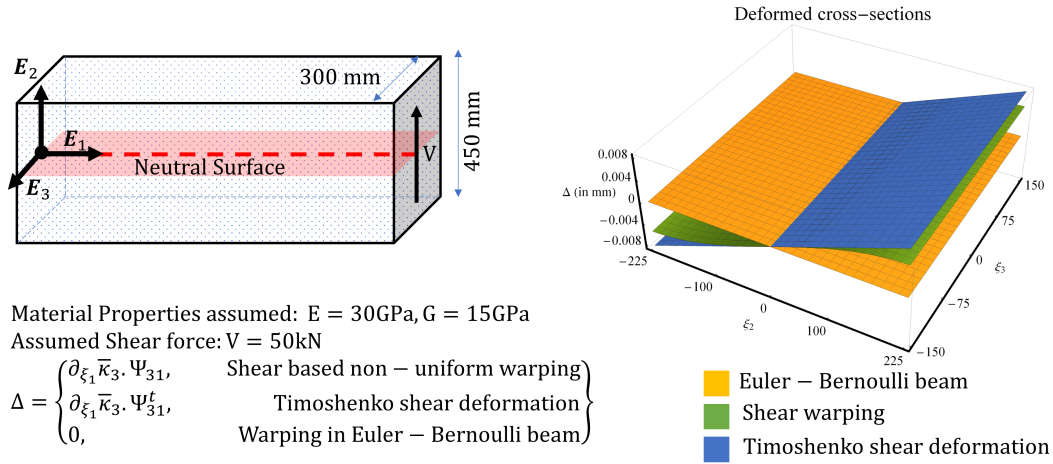 E₂
300 mm
E₁
V
450 mm
Neutral Surface
E₃
Material Properties assumed: E = 30GPa, G = 15GPa
Assumed Shear force: V = 50kN
∂ξ₁κ̅₃. Ψ₃₁, Shear based non − uniform warping
Δ = ∂ξ₁κ̅₃. Ψᵗ₃₁, Timoshenko shear deformation
0, Warping in Euler − Bernoulli beam
Deformed cross−sections
0.008
0.004
Δ (in mm)
0
−0.004
−0.008
−225
−100
0
ξ₂
100
225
150
75
0
ξ₃
−75
−150
Euler − Bernoulli beam
Shear warping
Timoshenko shear deformation